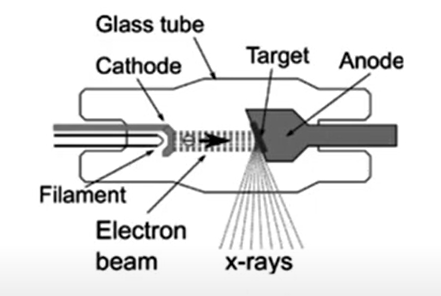 Glass tube
Cathode
Target
Anode
Filament
Electron
beam
x-rays